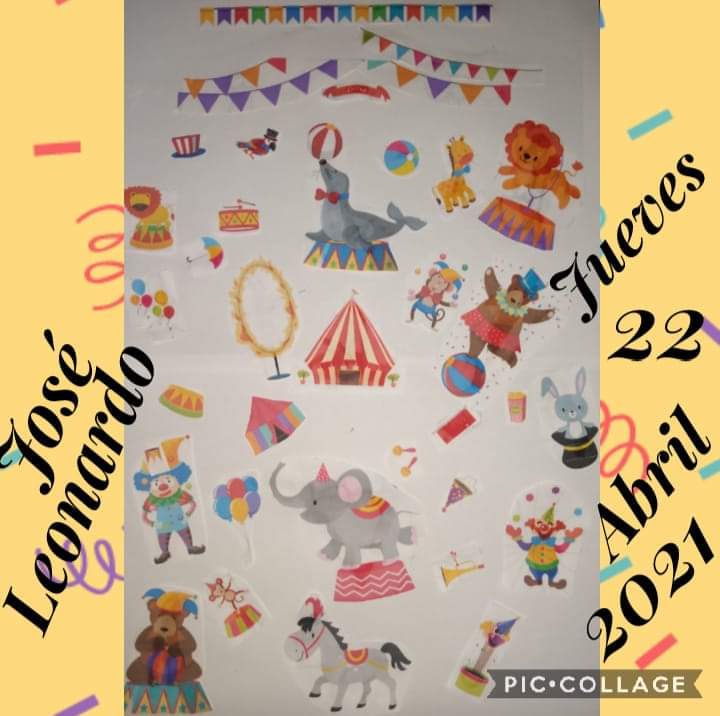 José
Leonardo
Jueves
22
Abril
2021
PIC•COLLAGE